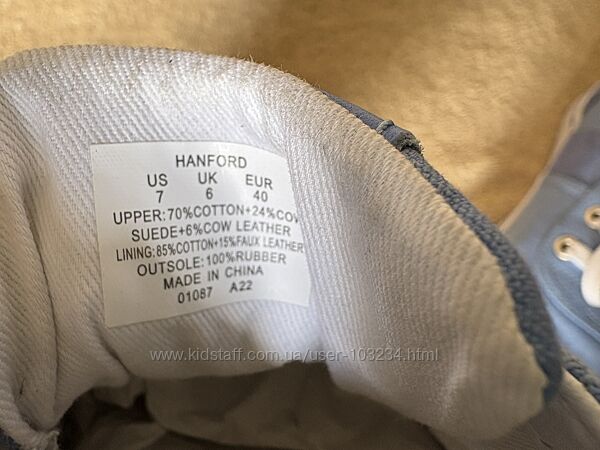 HANFORD
US UK EUR
7 6 40
UPPER:70%COTTON+24%COW
SUEDE+6%COW LEATHER
LINING:85%COTTON+15%FAUX LEATHER
OUTSOLE:100%RUBBER
MADE IN CHINA
01087 A22
www.kidstaff.com.ua/user-103234.html